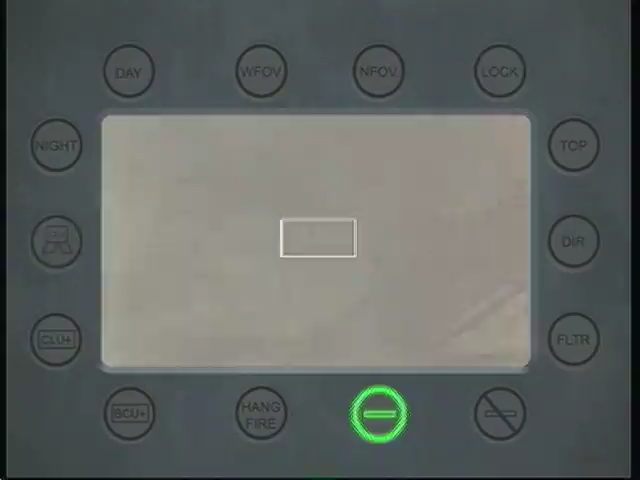 DAY WFOV NFOV LOCK
NIGHT TOP
DIR
CLU+ FLTR
BCU+ HANG
FIRE